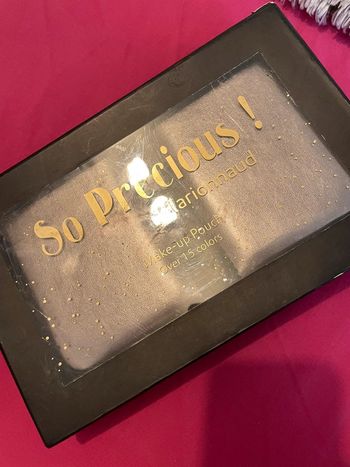 So Precious !
Marionnaud
Make-up Pouch
Over 15 colors